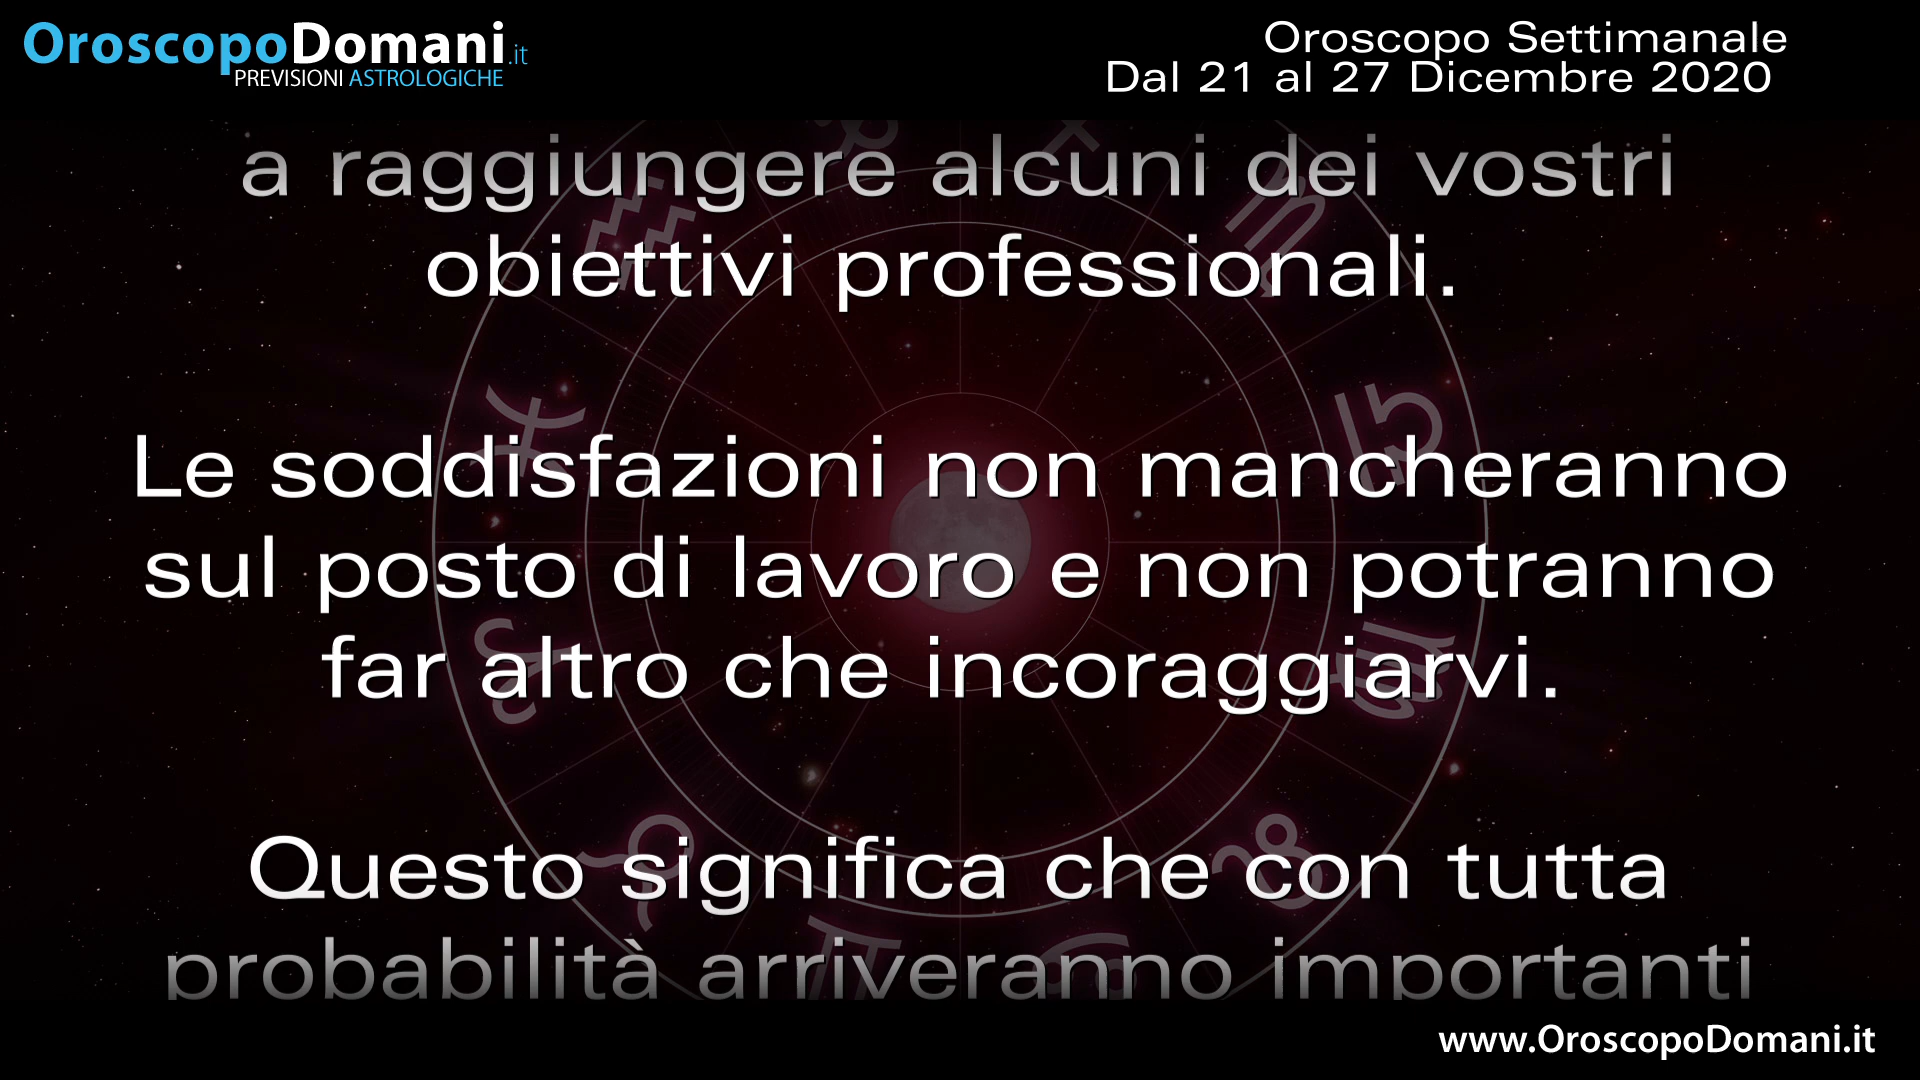 OroscopoDomani.it
PREVISIONI ASTROLOGICHE
Oroscopo Settimanale
Dal 21 al 27 Dicembre 2020
a raggiungere alcuni dei vostri
obiettivi professionali.
Le soddisfazioni non mancheranno
sul posto di lavoro e non potranno
far altro che incoraggiarvi.
Questo significa che con tutta
probabilità arriveranno importanti
www.OroscopoDomani.it